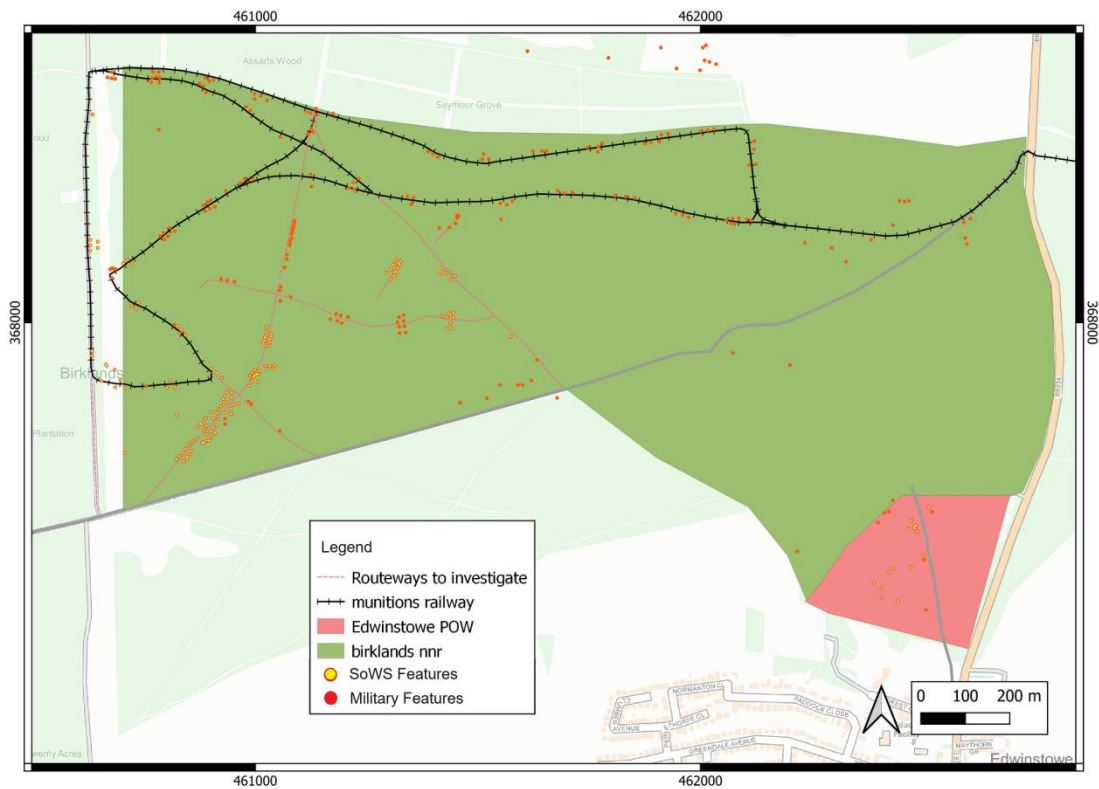 461000
462000
Assarts Wood
Seymour Grove
ood
368000
368000
Birklands
Plantation
B6034
Legend
Routeways to investigate
munitions railway
Edwinstowe POW
birklands nnr
SoWS Features
Military Features
0 100 200 m
NORMANTON CL
PADDOCK CLOSE
AVENUE
THORPE CL
GREENDALE AVENUE
MAYTHORN
GR
wenty Acres
Edwinstowe
461000
462000